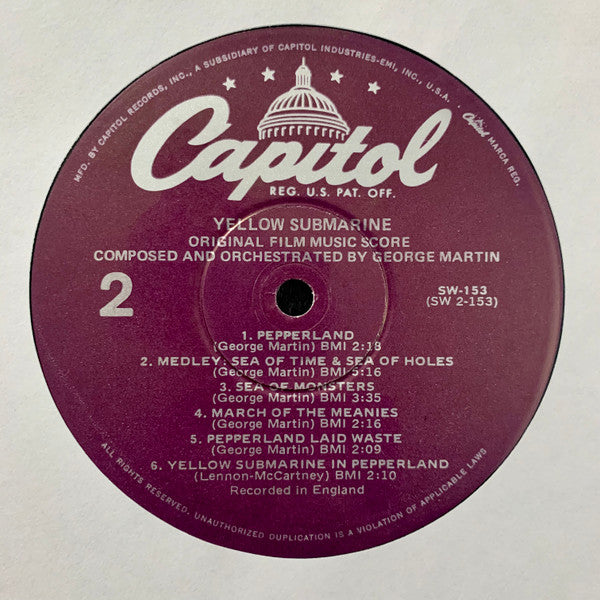 MFD. BY CAPITOL RECORDS, INC., A SUBSIDIARY OF CAPITOL INDUSTRIES-EMI, INC., U.S.A.
Capitol MARCA REG.
Capitol
REG. U.S. PAT. OFF.
YELLOW SUBMARINE
ORIGINAL FILM MUSIC SCORE
COMPOSED AND ORCHESTRATED BY GEORGE MARTIN
2
SW-153
(SW 2-153)
1. PEPPERLAND
(George Martin) BMI 2:18
2. MEDLEY: SEA OF TIME & SEA OF HOLES
(George Martin) BMI 5:16
3. SEA OF MONSTERS
(George Martin) BMI 3:35
4. MARCH OF THE MEANIES
(George Martin) BMI 2:16
5. PEPPERLAND LAID WASTE
(George Martin) BMI 2:09
6. YELLOW SUBMARINE IN PEPPERLAND
(Lennon-McCartney) BMI 2:10
Recorded in England
ALL RIGHTS RESERVED. UNAUTHORIZED DUPLICATION IS A VIOLATION OF APPLICABLE LAWS